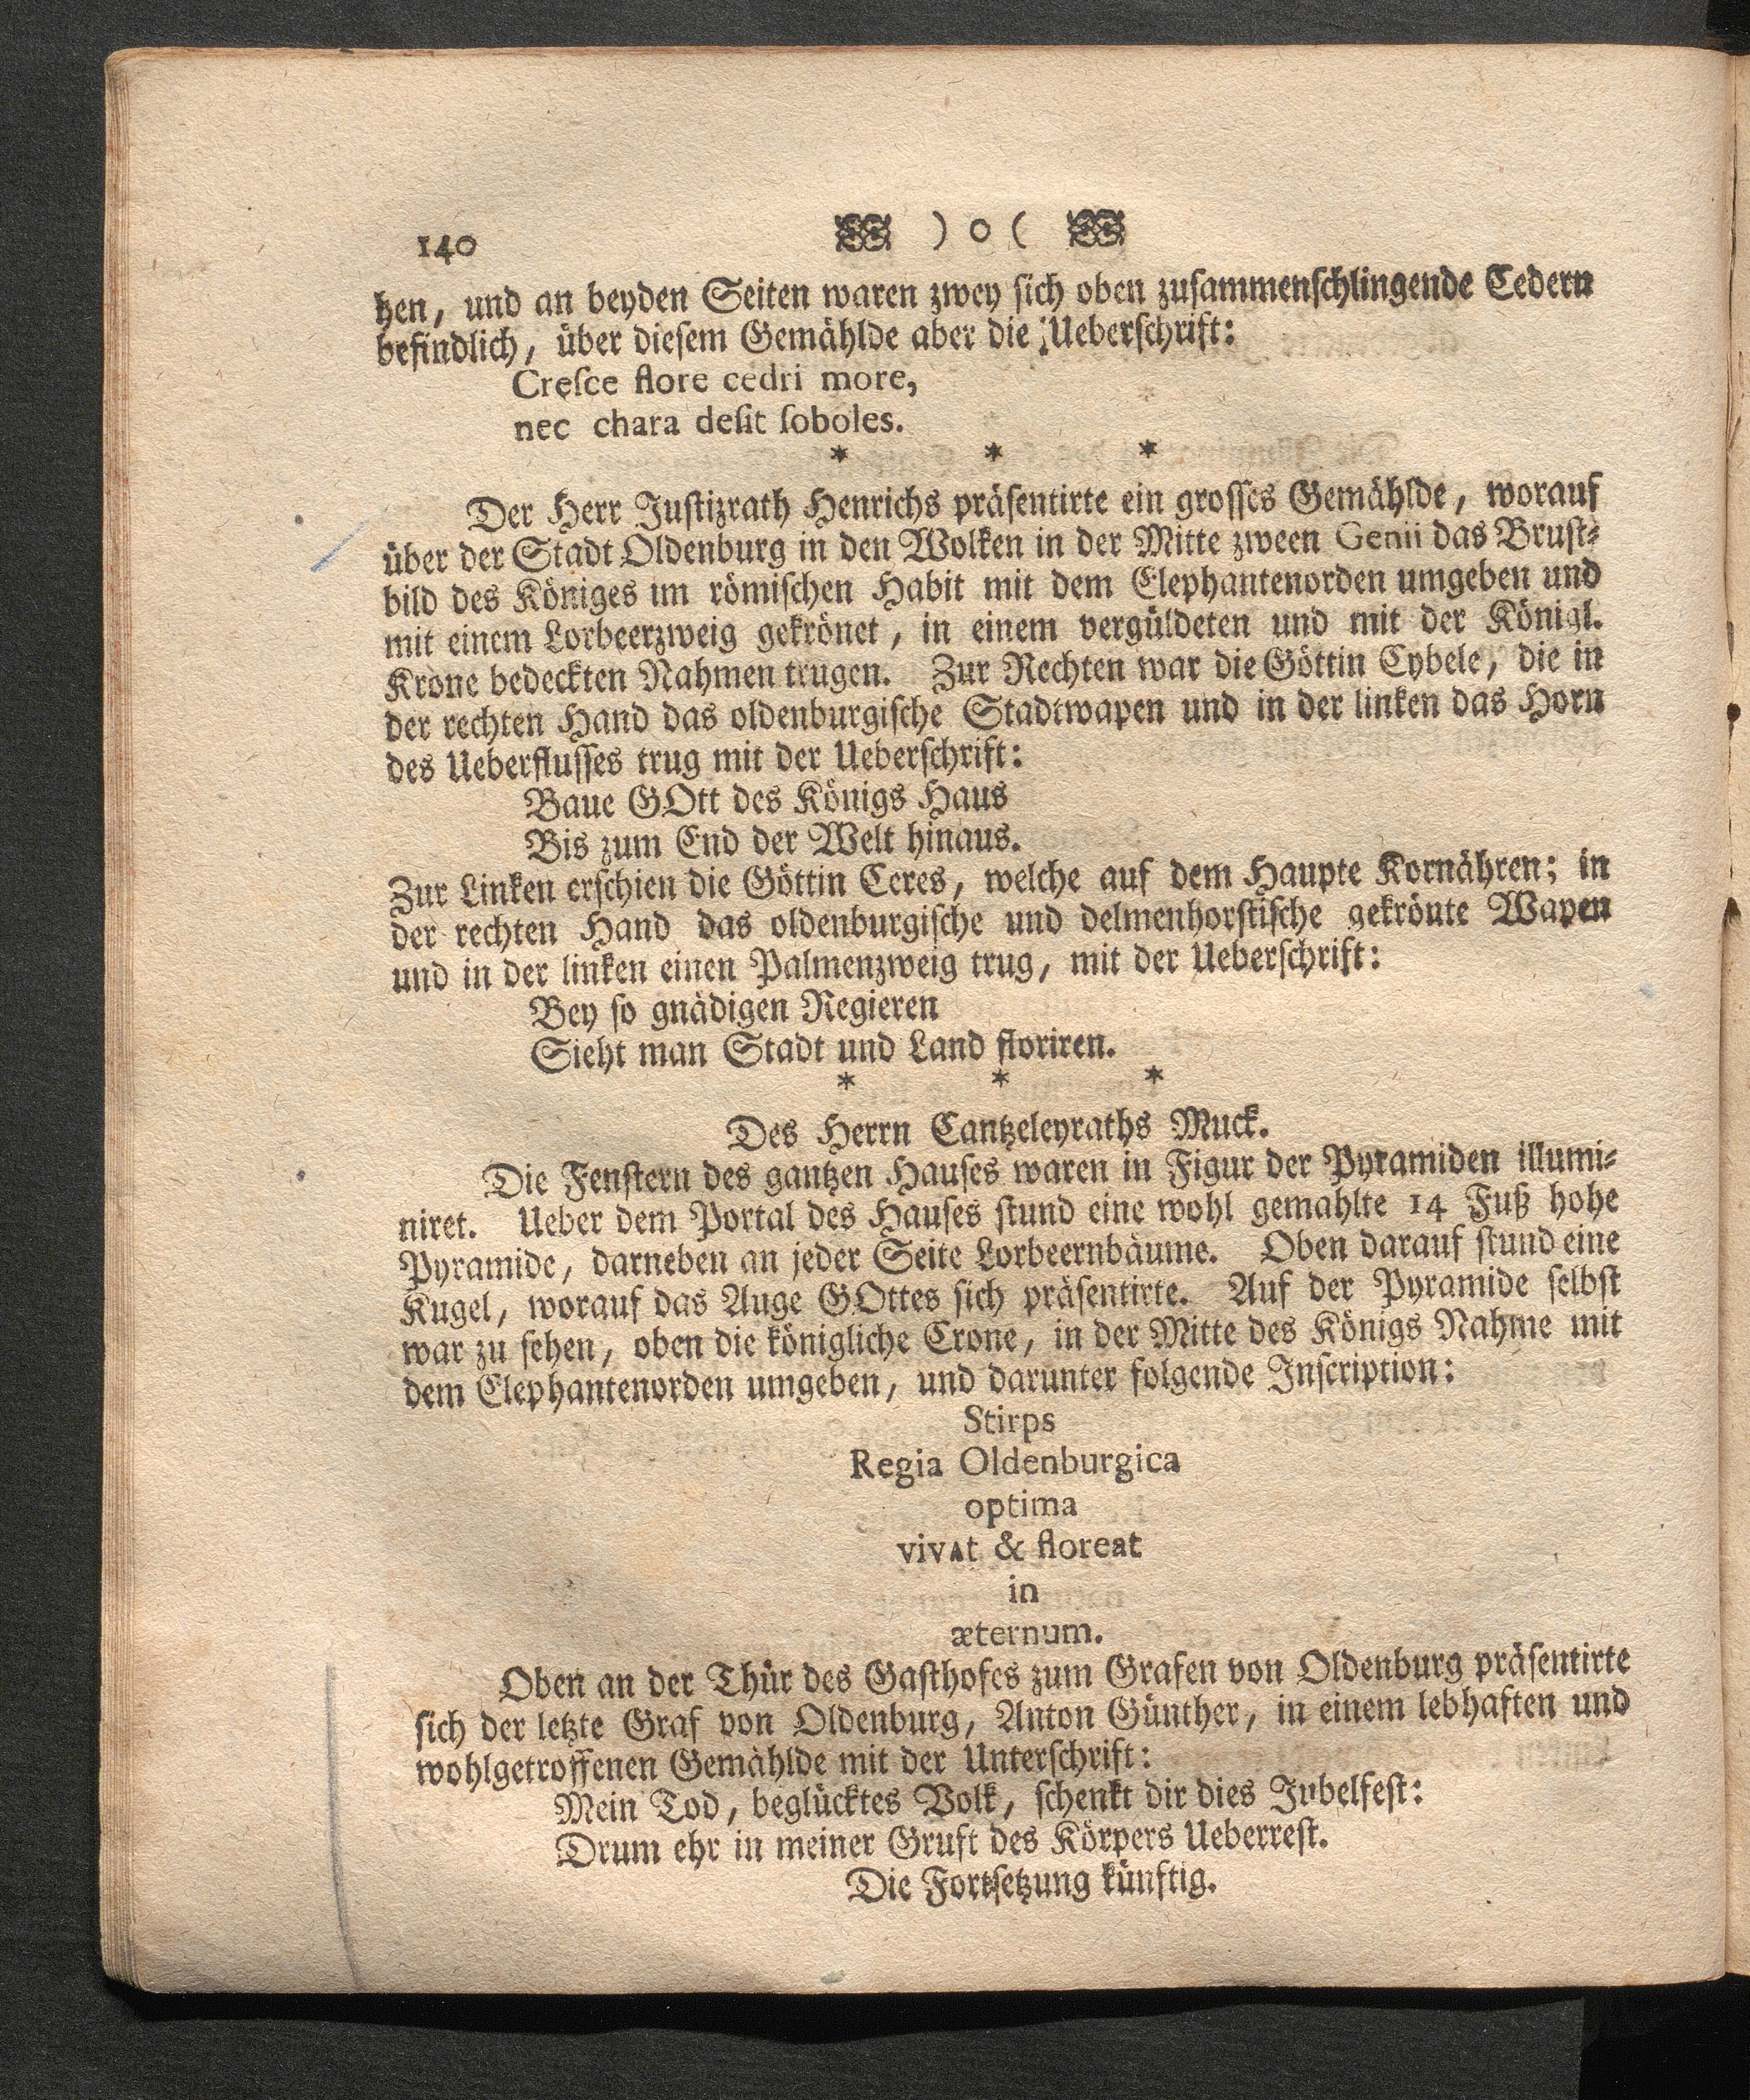 140 ) o (
tzen, und an beyden Seiten waren zwey sich oben zusammenschlingende Cedern
befindlich, über diesem Gemählde aber die Ueberschrift:
Creſce flore cedri more,
nec chara deſit ſoboles.
* * *
Der Herr Justizrath Henrichs präsentirte ein grosses Gemählde, worauf
über der Stadt Oldenburg in den Wolken in der Mitte zween Genii das Brust-
bild des Königes im römischen Habit mit dem Elephantenorden umgeben und
mit einem Lorbeerzweig gekrönet, in einem vergüldeten und mit der Königl.
Krone bedeckten Rahmen trugen. Zur Rechten war die Göttin Cybele, die in
der rechten Hand das oldenburgische Stadtwapen und in der linken das Horn
des Ueberflusses trug mit der Ueberschrift:
Baue GOtt des Königs Haus
Bis zum End der Welt hinaus.
Zur Linken erschien die Göttin Ceres, welche auf dem Haupte Kornähren; in
der rechten Hand das oldenburgische und delmenhorstische gekrönte Wapen
und in der linken einen Palmenzweig trug, mit der Ueberschrift:
Bey so gnädigen Regieren
Sieht man Stadt und Land floriren.
* * *
Des Herrn Cantzeleyraths Muck.
Die Fenstern des gantzen Hauses waren in Figur der Pyramiden illumi-
niret. Ueber dem Portal des Hauses stund eine wohl gemahlte 14 Fuß hohe
Pyramide, darneben an jeder Seite Lorbeernbäume. Oben darauf stund eine
Kugel, worauf das Auge GOttes sich präsentirte. Auf der Pyramide selbst
war zu sehen, oben die königliche Crone, in der Mitte des Königs Nahme mit
dem Elephantenorden umgeben, und darunter folgende Inscription:
Stirps
Regia Oldenburgica
optima
vivat & floreat
in
æternum.
Oben an der Thür des Gasthofes zum Grafen von Oldenburg präsentirte
sich der letzte Graf von Oldenburg, Anton Günther, in einem lebhaften und
wohlgetroffenen Gemählde mit der Unterschrift:
Mein Tod, beglücktes Volk, schenkt dir dies Jubelfest:
Drum ehr in meiner Gruft des Körpers Ueberrest.
Die Fortsetzung künftig.